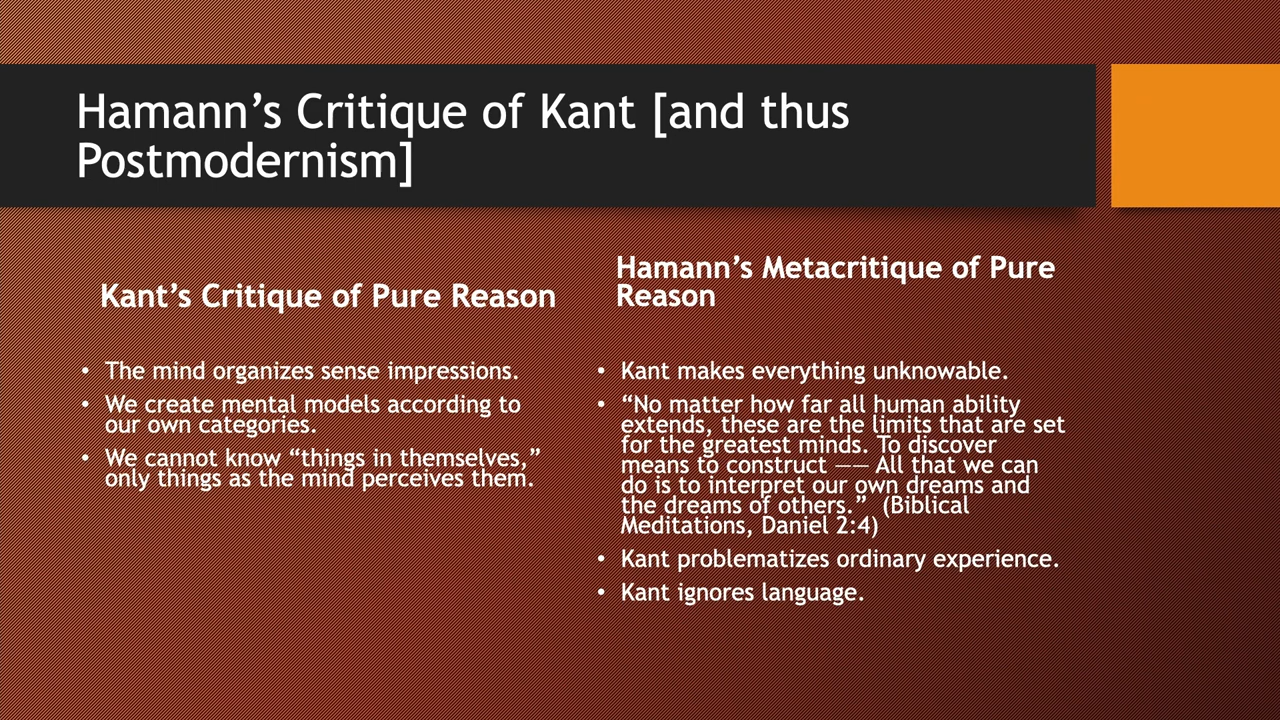 Hamann’s Critique of Kant [and thus
Postmodernism]
Kant’s Critique of Pure Reason
• The mind organizes sense impressions.
• We create mental models according to
our own categories.
• We cannot know “things in themselves,”
only things as the mind perceives them.
Hamann’s Metacritique of Pure
Reason
• Kant makes everything unknowable.
• “No matter how far all human ability
extends, these are the limits that are set
for the greatest minds. To discover
means to construct —— All that we can
do is to interpret our own dreams and
the dreams of others.”  (Biblical
Meditations, Daniel 2:4)
• Kant problematizes ordinary experience.
• Kant ignores language.